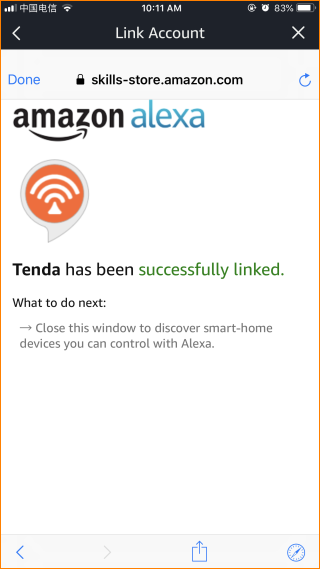 中国电信 10:11 AM 83%
Link Account
Done skills-store.amazon.com
amazon alexa
Tenda has been successfully linked.
What to do next:
→ Close this window to discover smart-home
devices you can control with Alexa.